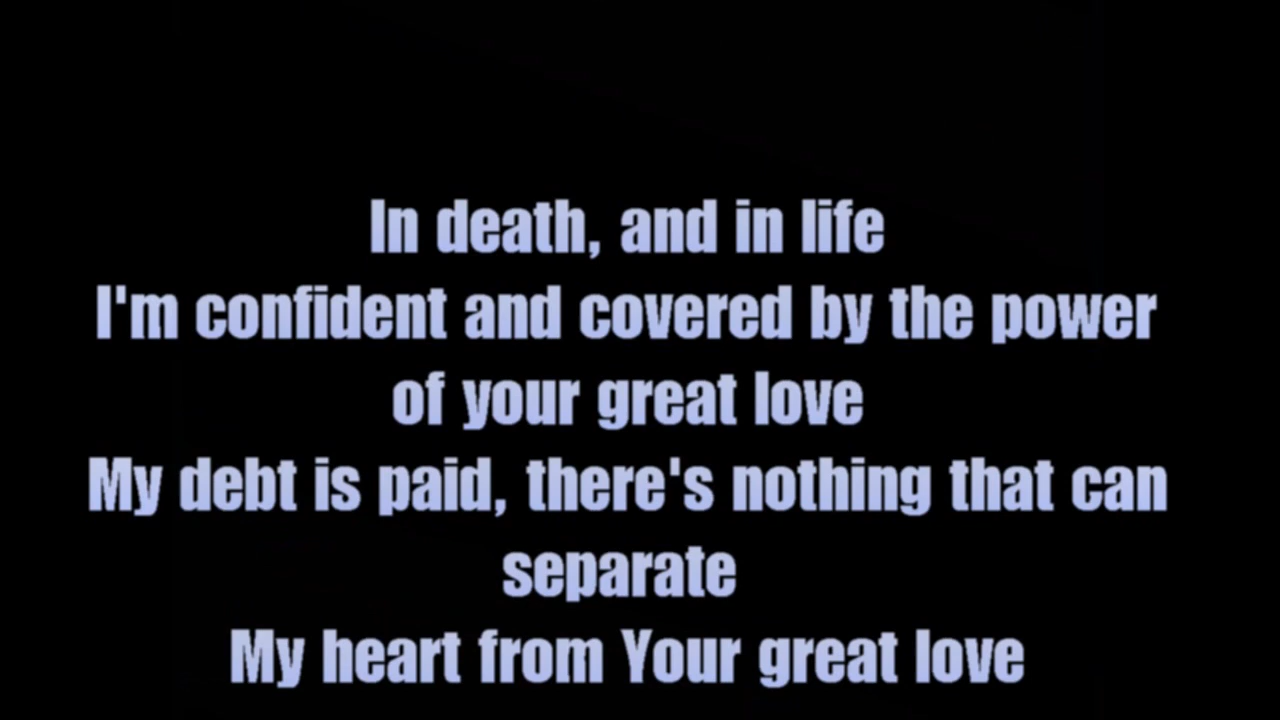 In death, and in life
I'm confident and covered by the power
of your great love
My debt is paid, there's nothing that can
separate
My heart from Your great love